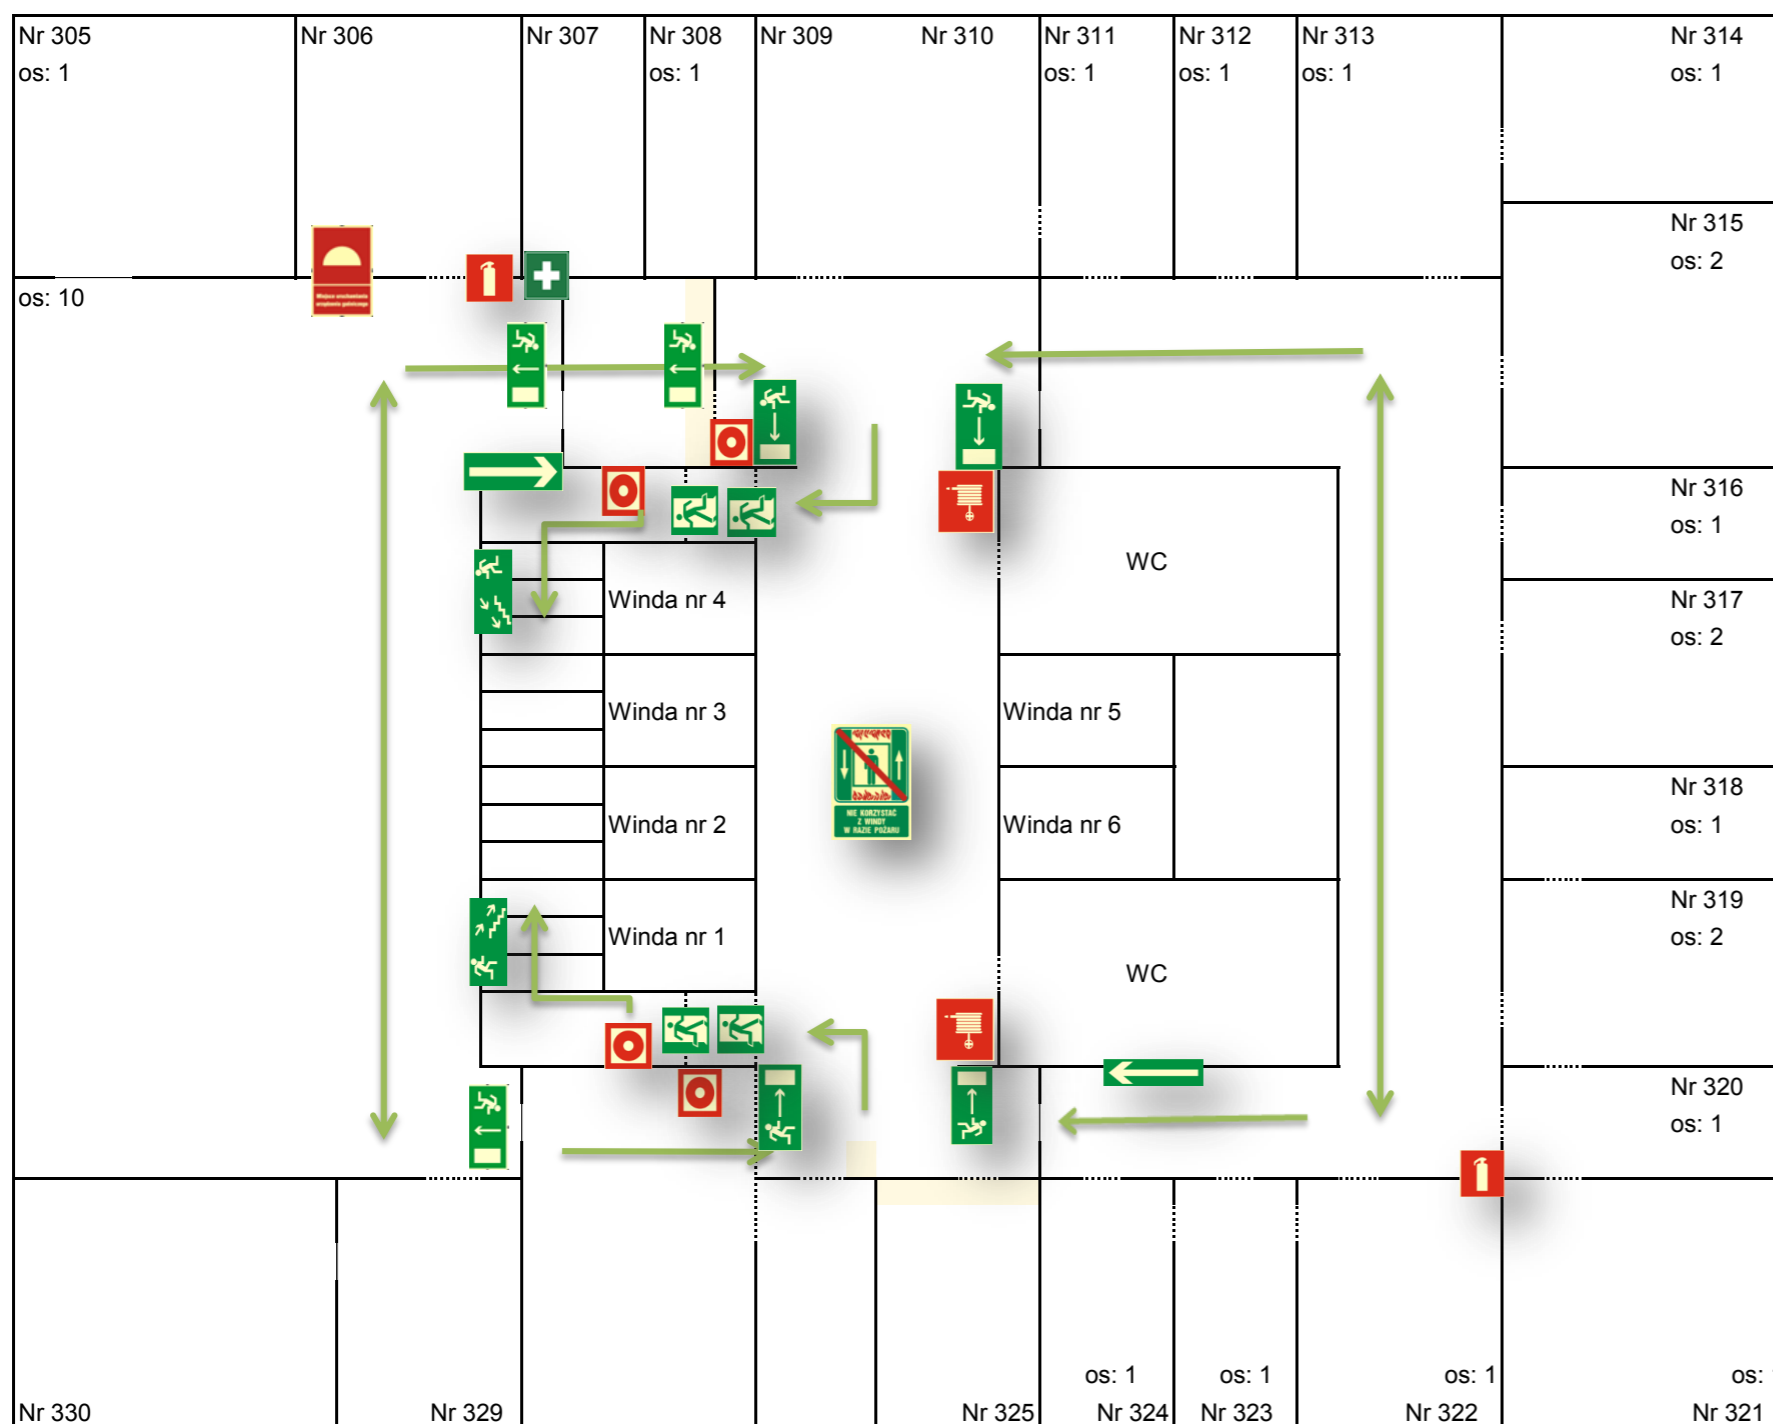 Nr 305
os: 1
Nr 306
Nr 307
Nr 308
os: 1
Nr 309
Nr 310
Nr 311
os: 1
Nr 312
os: 1
Nr 313
os: 1
Nr 314
os: 1
Nr 315
os: 2
os: 10
Miejsce uruchamiania
urządzenia gaśniczego
Nr 316
os: 1
WC
Winda nr 4
Nr 317
os: 2
Winda nr 3
Winda nr 5
NIE KORZYSTAĆ
Z WINDY
W RAZIE POŻARU
Nr 318
os: 1
Winda nr 2
Winda nr 6
Nr 319
os: 2
Winda nr 1
WC
Nr 320
os: 1
os: 1
os: 1
os: 1
os:
Nr 330
Nr 329
Nr 325
Nr 324
Nr 323
Nr 322
Nr 321